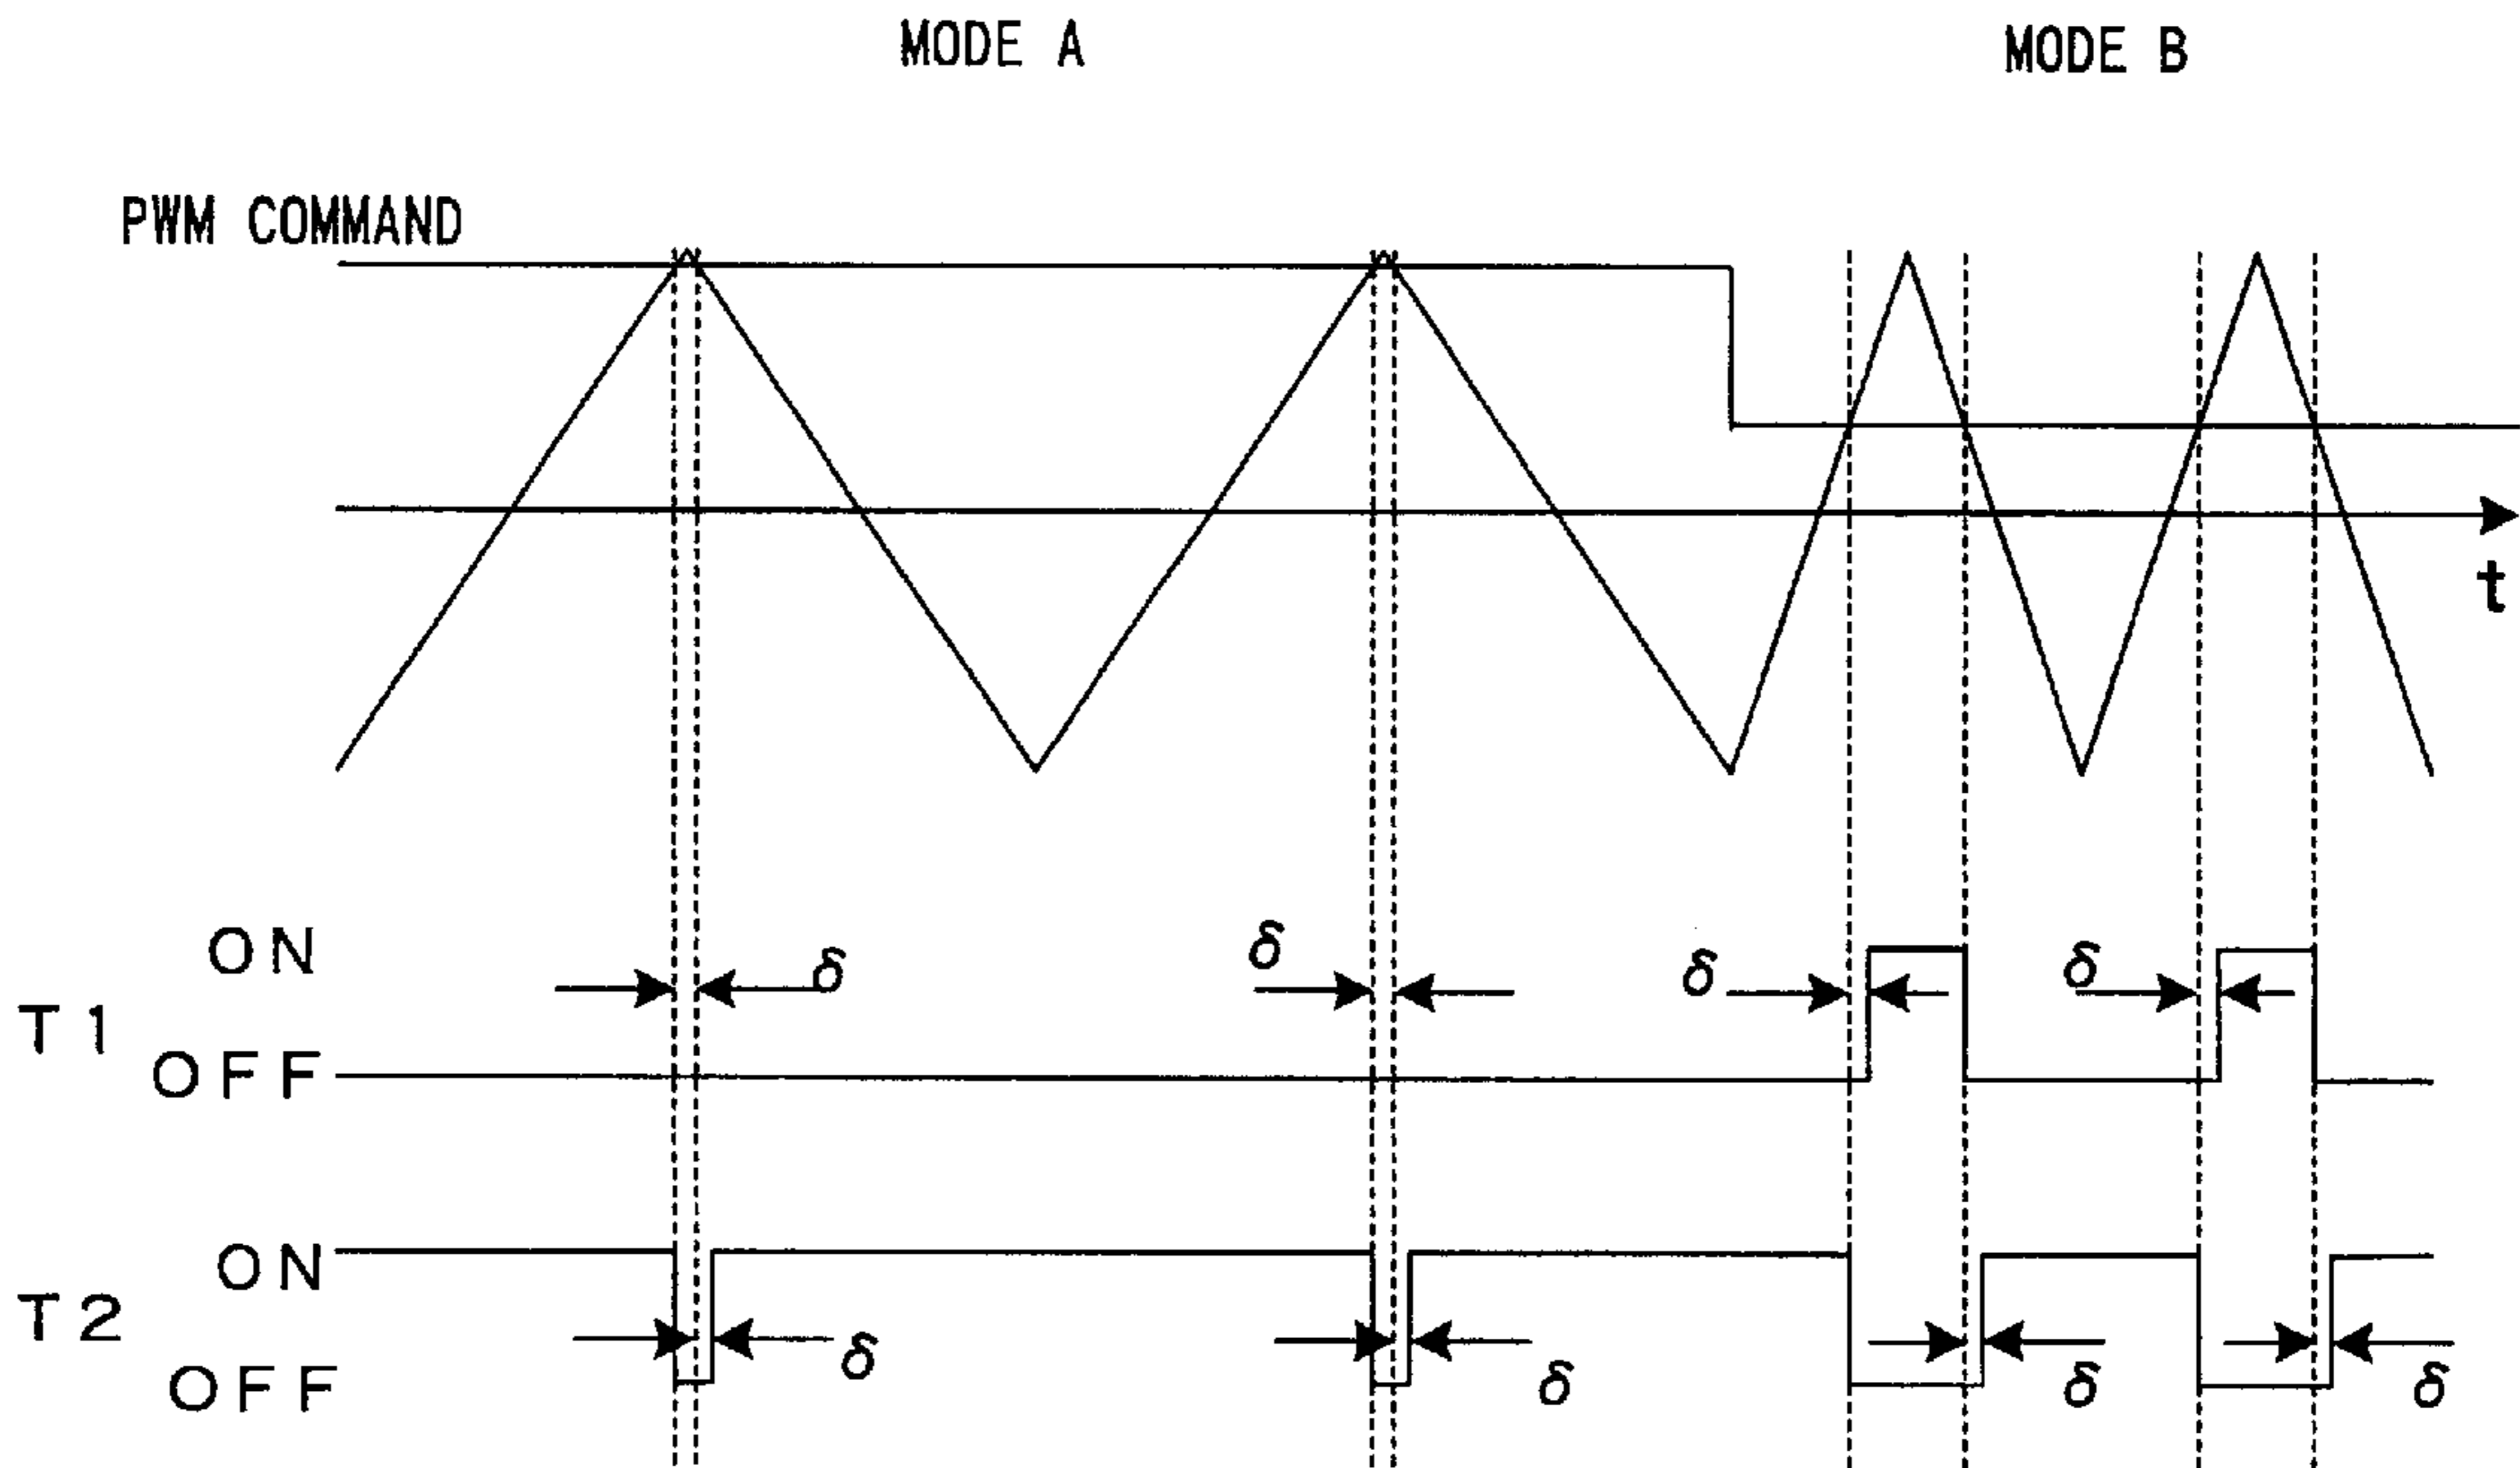 MODE A
MODE B
PWM COMMAND
t
ON
δ
δ
δ
δ
T1
OFF
ON
T2
δ
δ
δ
δ
OFF